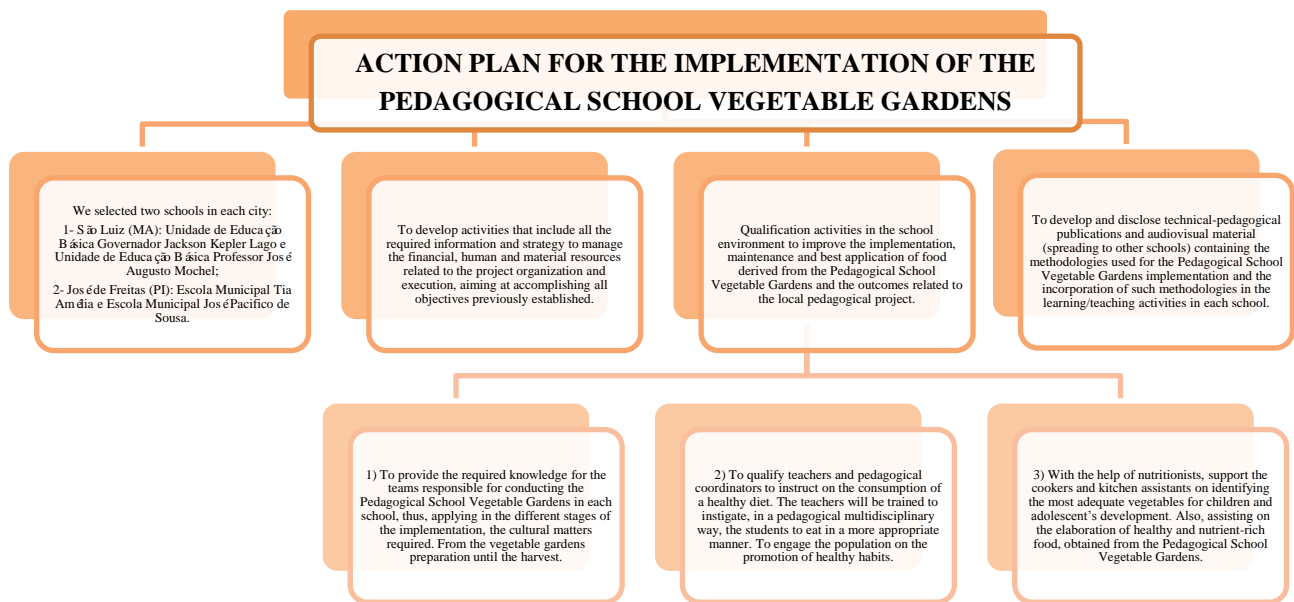 ACTION PLAN FOR THE IMPLEMENTATION OF THE
PEDAGOGICAL SCHOOL VEGETABLE GARDENS
We selected two schools in each city:
1- São Luiz (MA): Unidade de Educação
Básica Governador Jackson Kepler Lago e
Unidade de Educação Básica Professor José
Augusto Mochel;
2- José de Freitas (PI): Escola Municipal Tia
Amélia e Escola Municipal José Pacifico de
Sousa.
To develop activities that include all the
required information and strategy to manage
the financial, human and material resources
related to the project organization and
execution, aiming at accomplishing all
objectives previously established.
Qualification activities in the school
environment to improve the implementation,
maintenance and best application of food
derived from the Pedagogical School
Vegetable Gardens and the outcomes related to
the local pedagogical project.
To develop and disclose technical-pedagogical
publications and audiovisual material
(spreading to other schools) containing the
methodologies used for the Pedagogical School
Vegetable Gardens implementation and the
incorporation of such methodologies in the
learning/teaching activities in each school.
1) To provide the required knowledge for the
teams responsible for conducting the
Pedagogical School Vegetable Gardens in each
school, thus, applying in the different stages of
the implementation, the cultural matters
required. From the vegetable gardens
preparation until the harvest.
2) To qualify teachers and pedagogical
coordinators to instruct on the consumption of
a healthy diet. The teachers will be trained to
instigate, in a pedagogical multidisciplinary
way, the students to eat in a more appropriate
manner. To engage the population on the
promotion of healthy habits.
3) With the help of nutritionists, support the
cookers and kitchen assistants on identifying
the most adequate vegetables for children and
adolescent's development. Also, assisting on
the elaboration of healthy and nutrient-rich
food, obtained from the Pedagogical School
Vegetable Gardens.